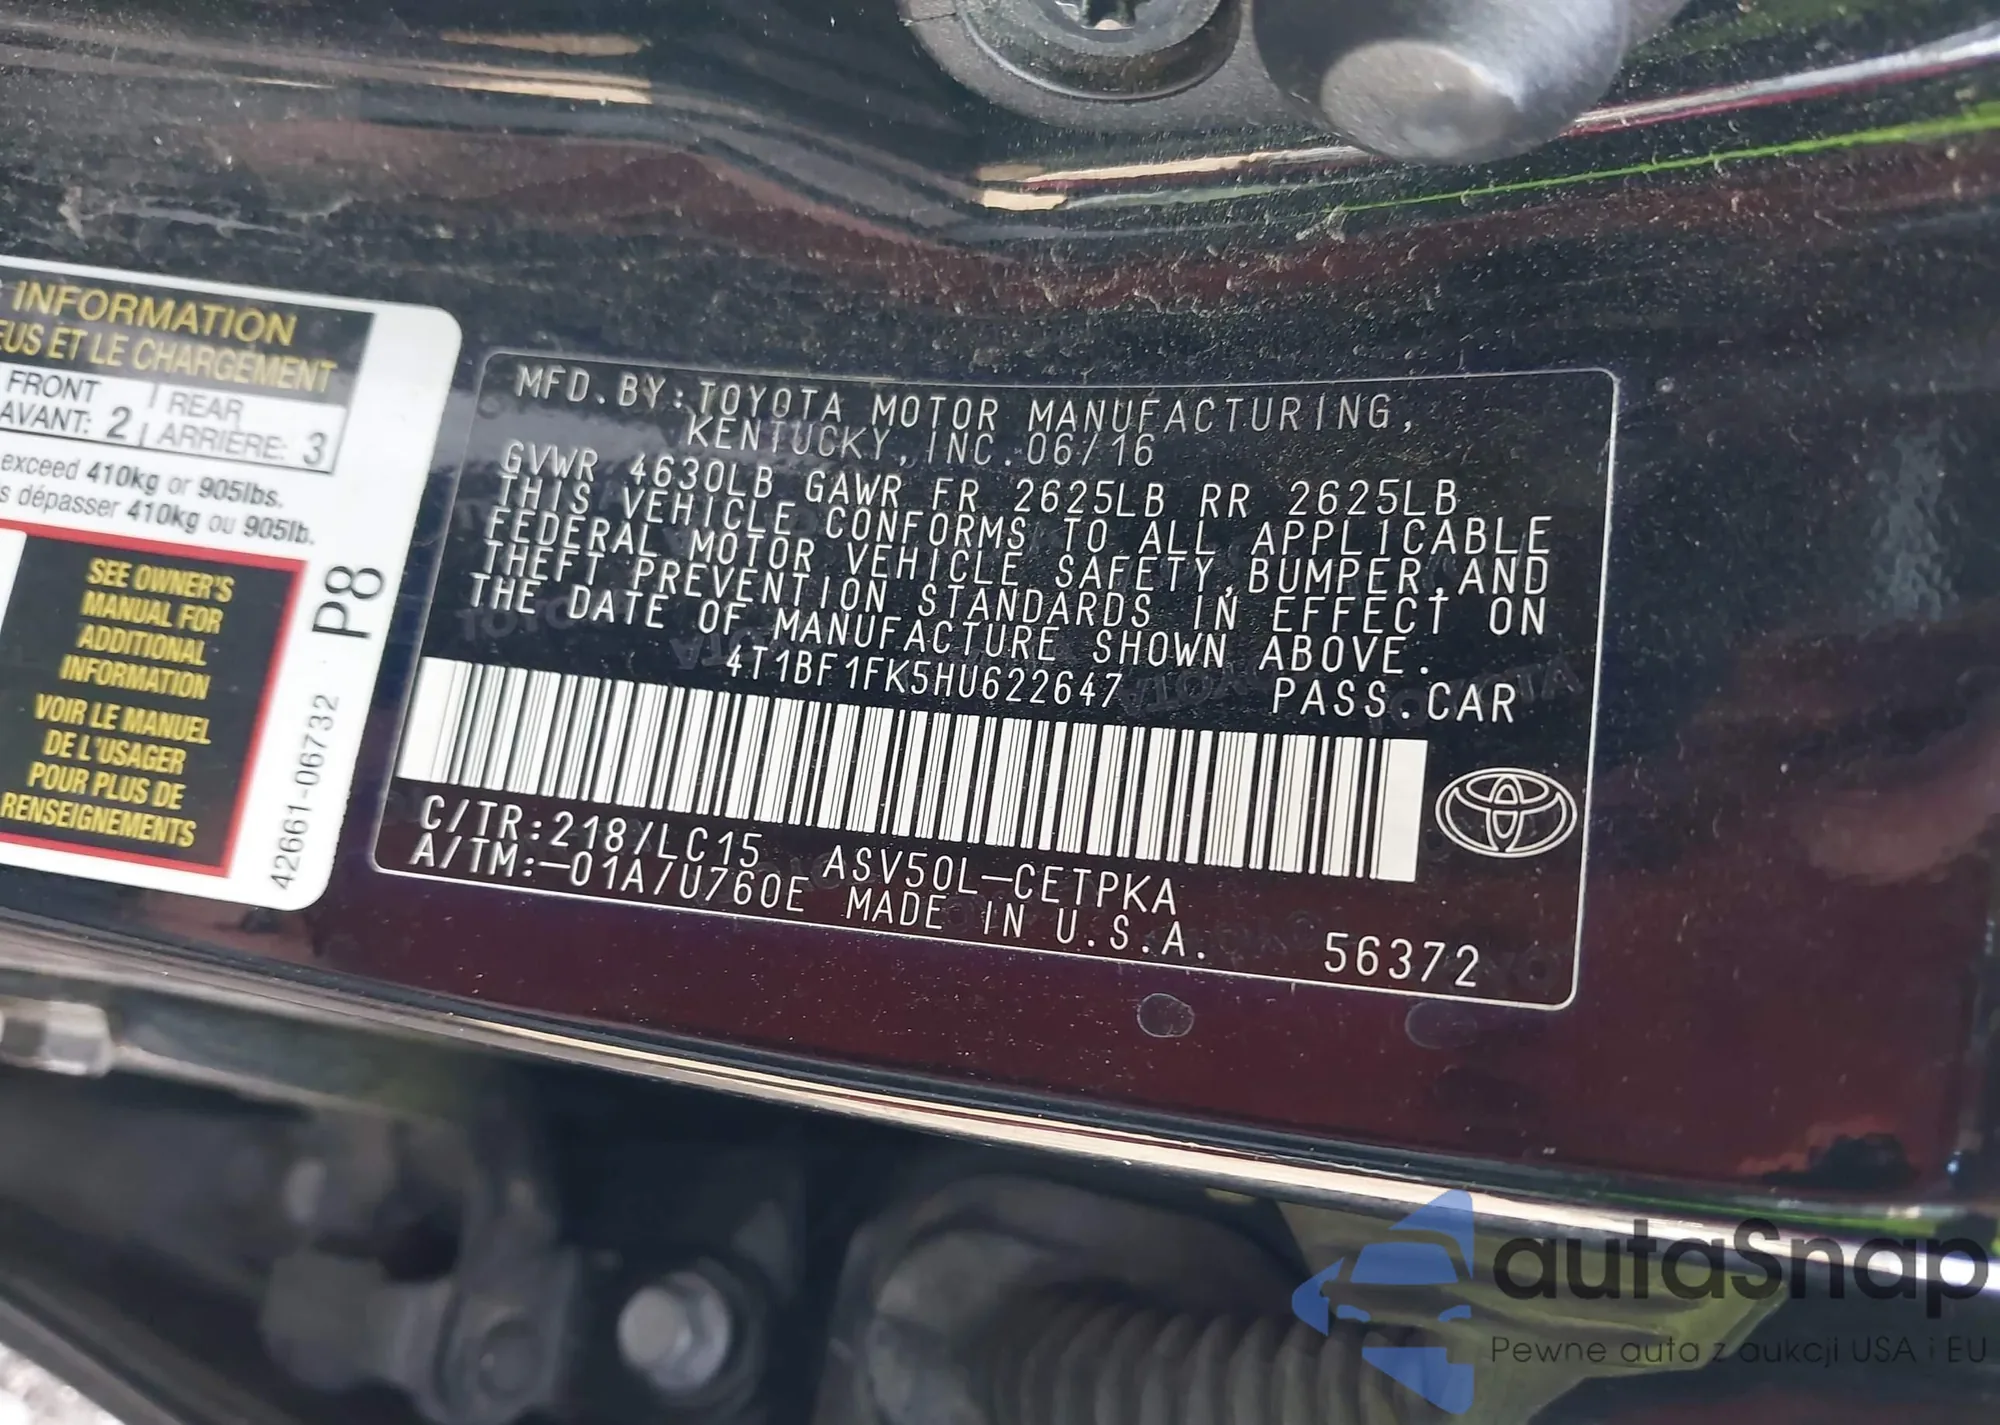 INFORMATION
EUS ET LE CHARGEMENT
FRONT | REAR
AVANT: 2 | ARRIÈRE: 3
exceed 410kg or 905lbs.
s dépasser 410kg ou 905lb.
SEE OWNER'S
MANUAL FOR
ADDITIONAL
INFORMATION
VOIR LE MANUEL
DE L'USAGER
POUR PLUS DE
RENSEIGNEMENTS
P8
42661-06732
MFD.BY:TOYOTA MOTOR MANUFACTURING,
KENTUCKY,INC.06/16
GVWR 4630LB GAWR FR 2625LB RR 2625LB
THIS VEHICLE CONFORMS TO ALL APPLICABLE
FEDERAL MOTOR VEHICLE SAFETY,BUMPER,AND
THEFT PREVENTION STANDARDS IN EFFECT ON
THE DATE OF MANUFACTURE SHOWN ABOVE.
4T1BF1FK5HU622647 PASS.CAR
C/TR:218/LC15 ASV50L-CETPKA
A/TM:-01A/U760E MADE IN U.S.A. 56372
autaSnap
Pewne auta z aukcji USA i EU